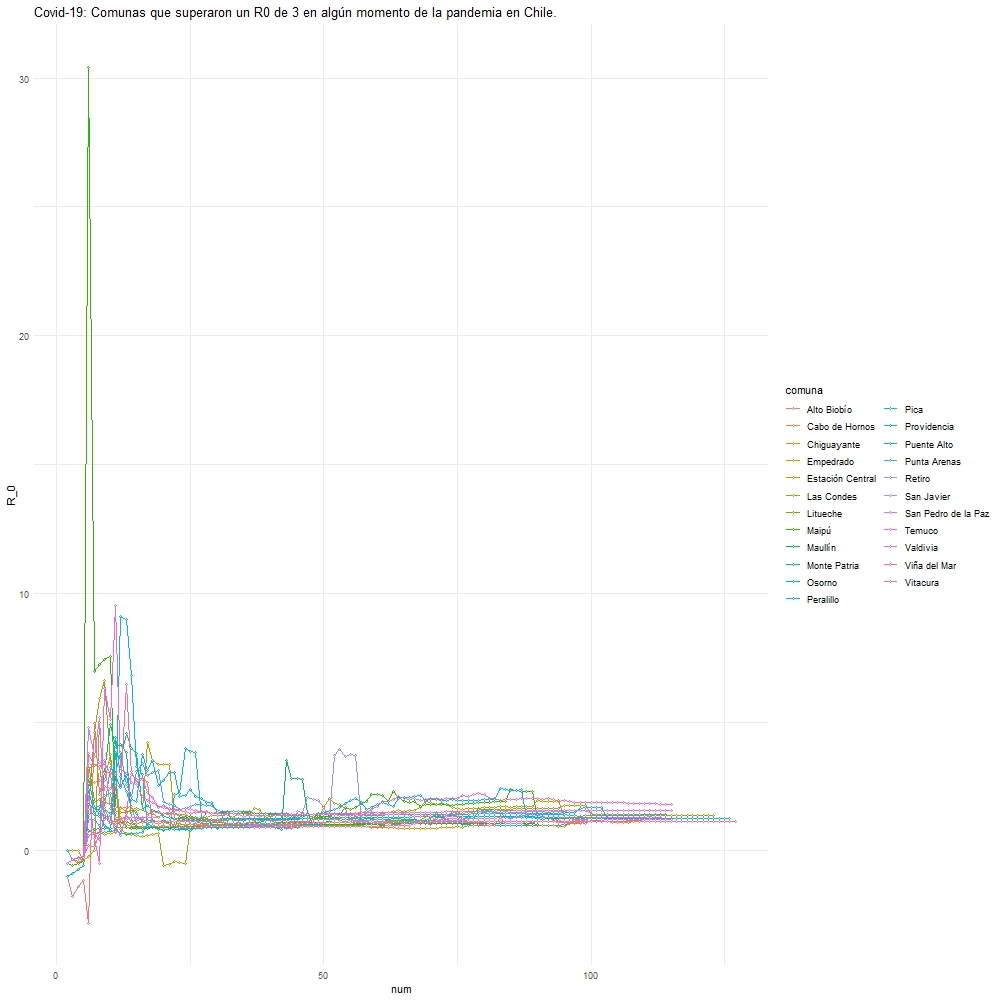 Covid-19: Comunas que superaron un R0 de 3 en algún momento de la pandemia en Chile.
30
20
10
0
R_0
0
50
100
num
comuna
Alto Biobío
Cabo de Hornos
Chiguayante
Empedrado
Estación Central
Las Condes
Litueche
Maipú
Maullín
Monte Patria
Osorno
Peralillo
Pica
Providencia
Puente Alto
Punta Arenas
Retiro
San Javier
San Pedro de la Paz
Temuco
Valdivia
Viña del Mar
Vitacura